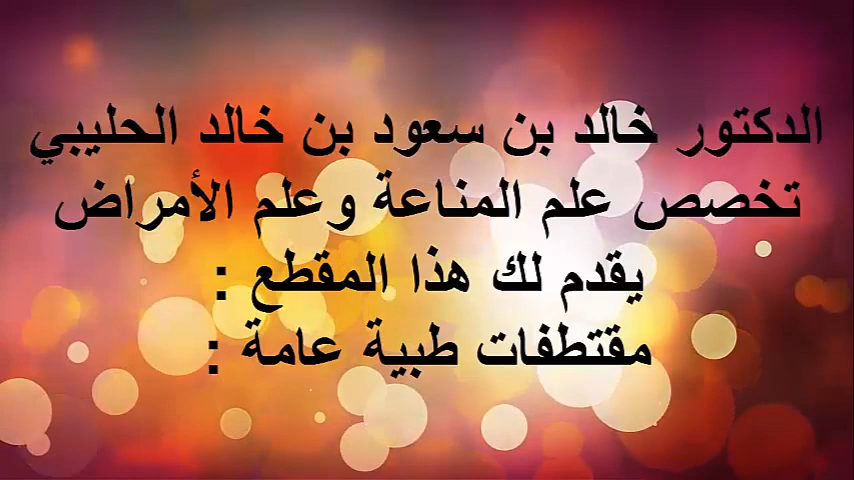 الدكتور خالد بن سعود بن خالد الحليبي
تخصص علم المناعة وعلم الأمراض
يقدم لك هذا المقطع :
مقتطفات طبية عامة :